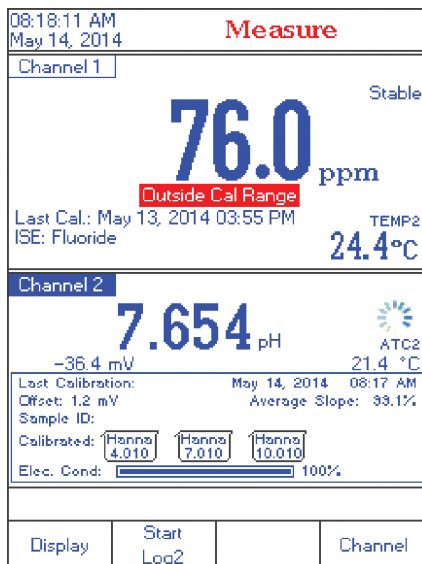 08:18:11 AM
May 14, 2014
Measure
Channel 1
Stable
76.0 ppm
Outside Cal Range
Last Cal.: May 13, 2014 03:55 PM
ISE: Fluoride
TEMP2
24.4°C
Channel 2
7.654 pH
ATC2
-36.4 mV
21.4 °C
Last Calibration: May 14, 2014 08:17 AM
Offset: 1.2 mV Average Slope: 99.1%
Sample ID:
Calibrated: Hanna 4.010 Hanna 7.010 Hanna 10.010
Elec. Cond: 100%
Display
Start Log2
Channel